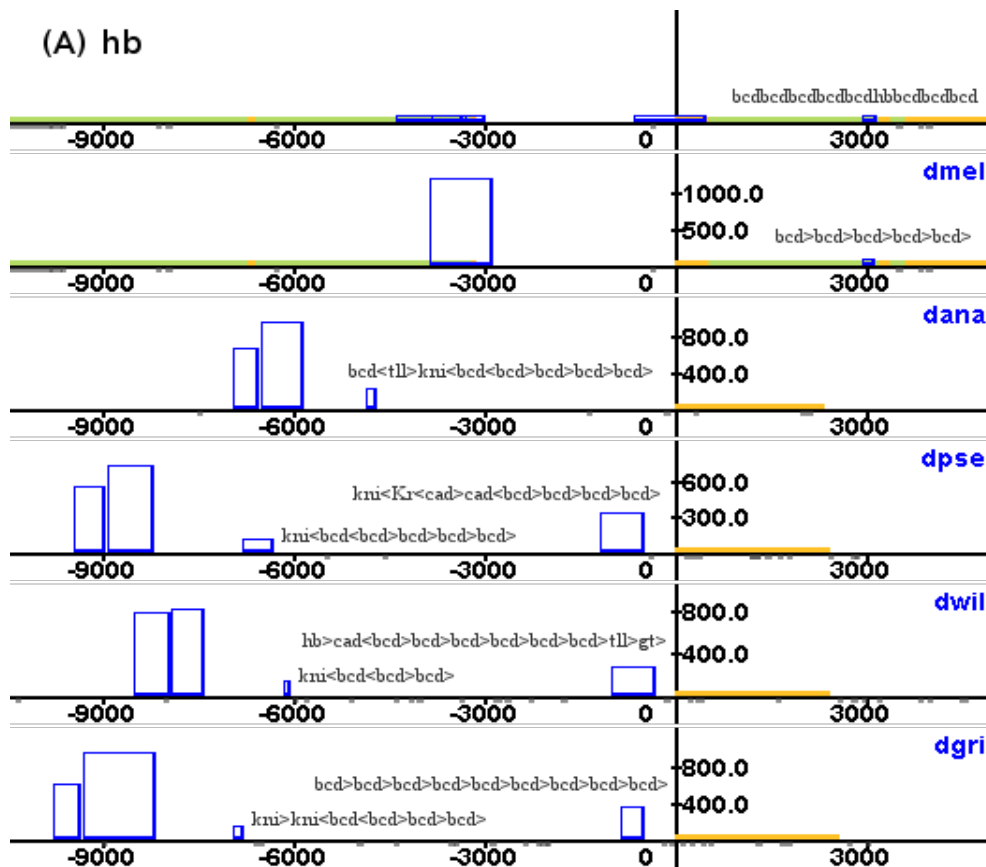 (A) hb
bcdbcdbcdbcdbcdhbbcdbcdbcd
-9000 -6000 -3000 0 3000
dmel
1000.0
500.0
bcd>bcd>bcd>bcd>bcd>
-9000 -6000 -3000 0 3000
dana
800.0
400.0
bcd<tll>kni<bcd<bcd>bcd>bcd>bcd>
-9000 -6000 -3000 0 3000
dpse
600.0
kni<Kr<cad>cad<bcd>bcd>bcd>bcd>
300.0
kni<bcd<bcd>bcd>bcd>bcd>
-9000 -6000 -3000 0 3000
dwil
800.0
hb>cad<bcd>bcd>bcd>bcd>bcd>bcd>tll>gt>
400.0
kni<bcd<bcd>bcd>
-9000 -6000 -3000 0 3000
dgri
800.0
bcd>bcd>bcd>bcd>bcd>bcd>bcd>bcd>bcd>
400.0
kni>kni<bcd<bcd>bcd>bcd>
-9000 -6000 -3000 0 3000